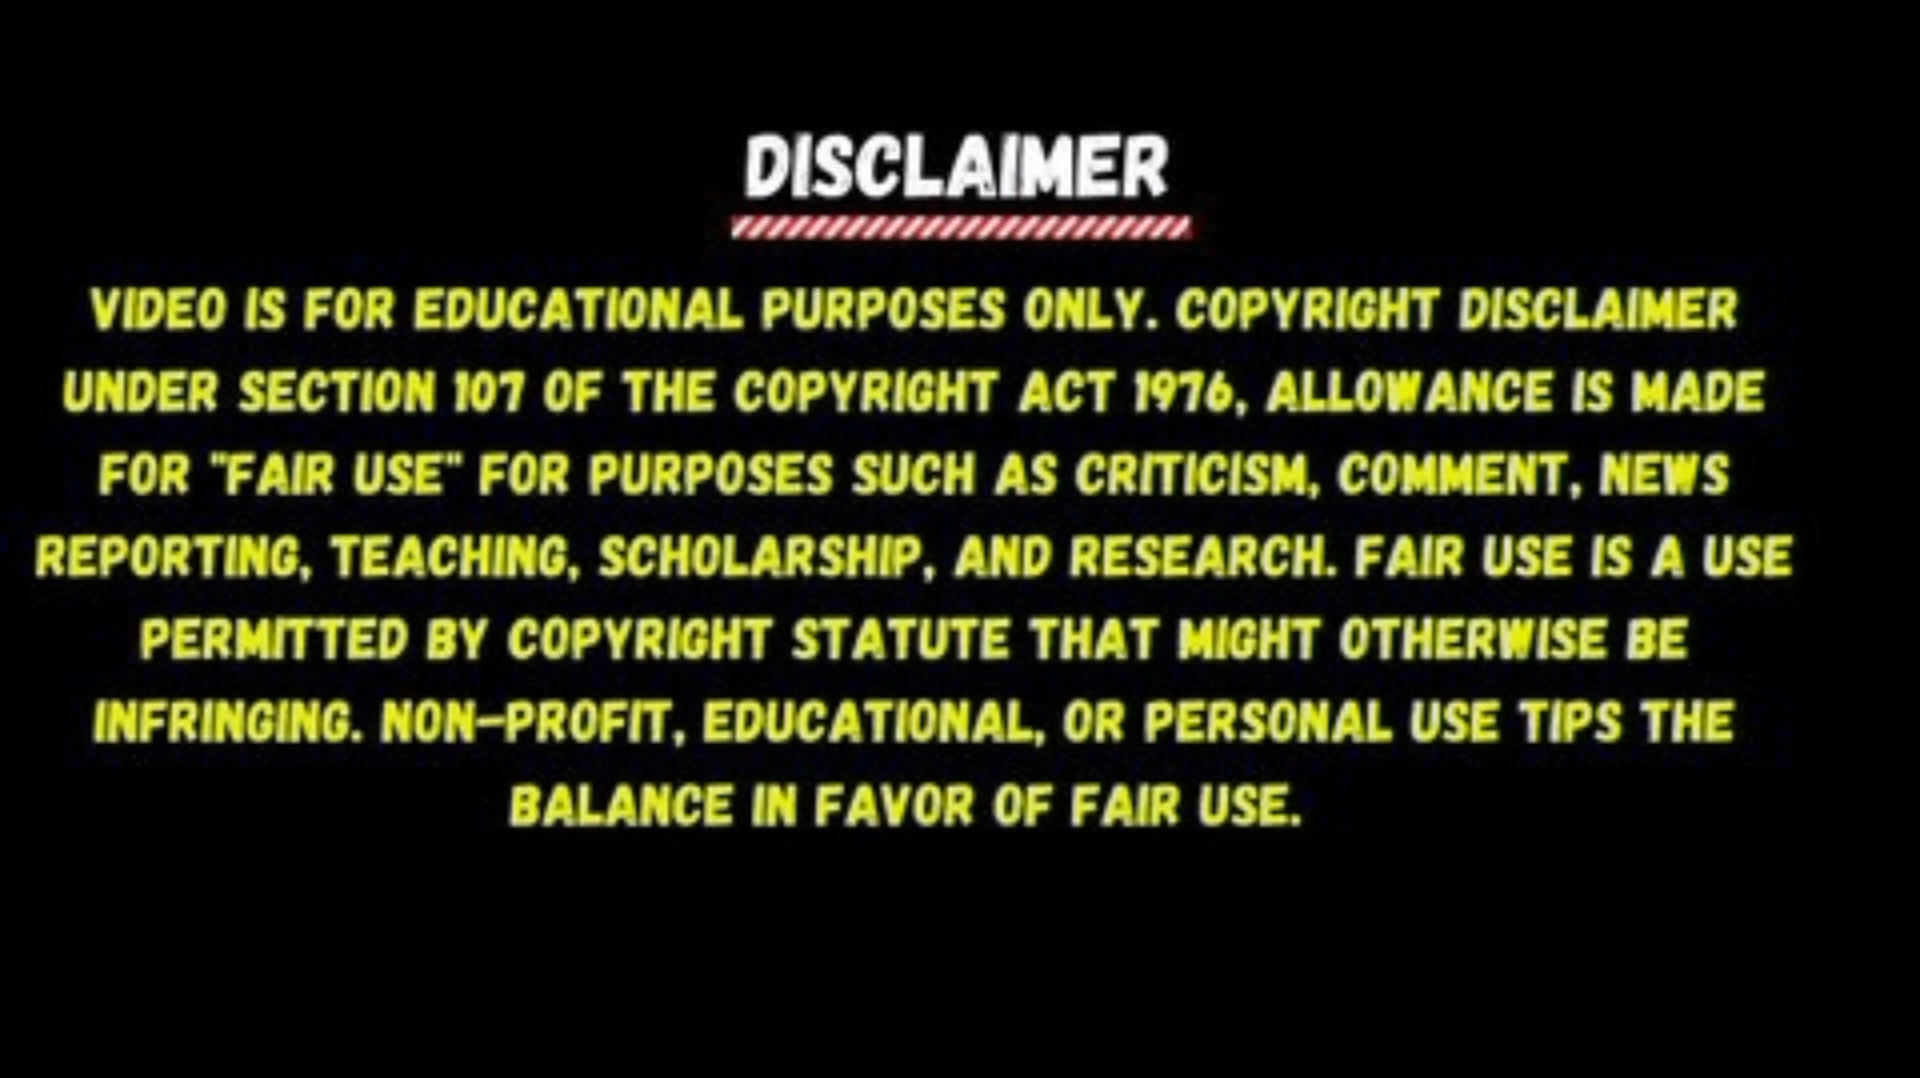 DISCLAIMER
VIDEO IS FOR EDUCATIONAL PURPOSES ONLY. COPYRIGHT DISCLAIMER
UNDER SECTION 107 OF THE COPYRIGHT ACT 1976, ALLOWANCE IS MADE
FOR "FAIR USE" FOR PURPOSES SUCH AS CRITICISM, COMMENT, NEWS
REPORTING, TEACHING, SCHOLARSHIP, AND RESEARCH. FAIR USE IS A USE
PERMITTED BY COPYRIGHT STATUTE THAT MIGHT OTHERWISE BE
INFRINGING. NON-PROFIT, EDUCATIONAL, OR PERSONAL USE TIPS THE
BALANCE IN FAVOR OF FAIR USE.